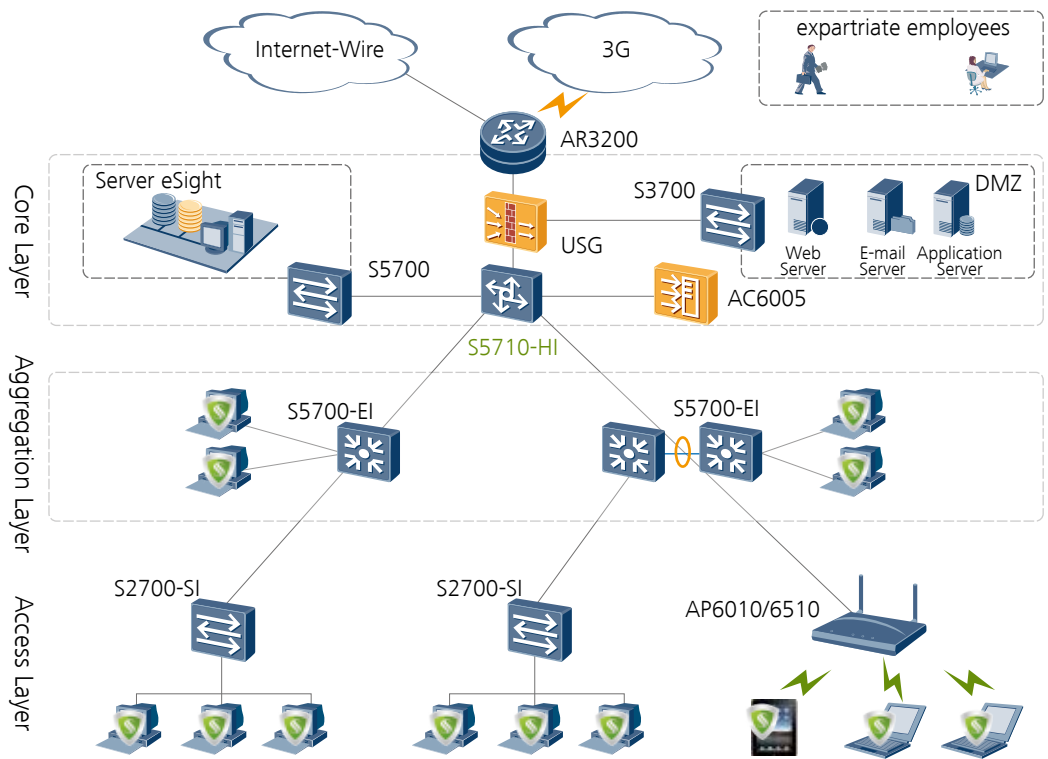 Internet-Wire
3G
expartriate employees
AR3200
Core Layer
Server eSight
S3700
DMZ
USG
Web
Server
E-mail
Server
Application
Server
S5700
AC6005
S5710-HI
Aggregation Layer
S5700-EI
S5700-EI
Access Layer
S2700-SI
S2700-SI
AP6010/6510